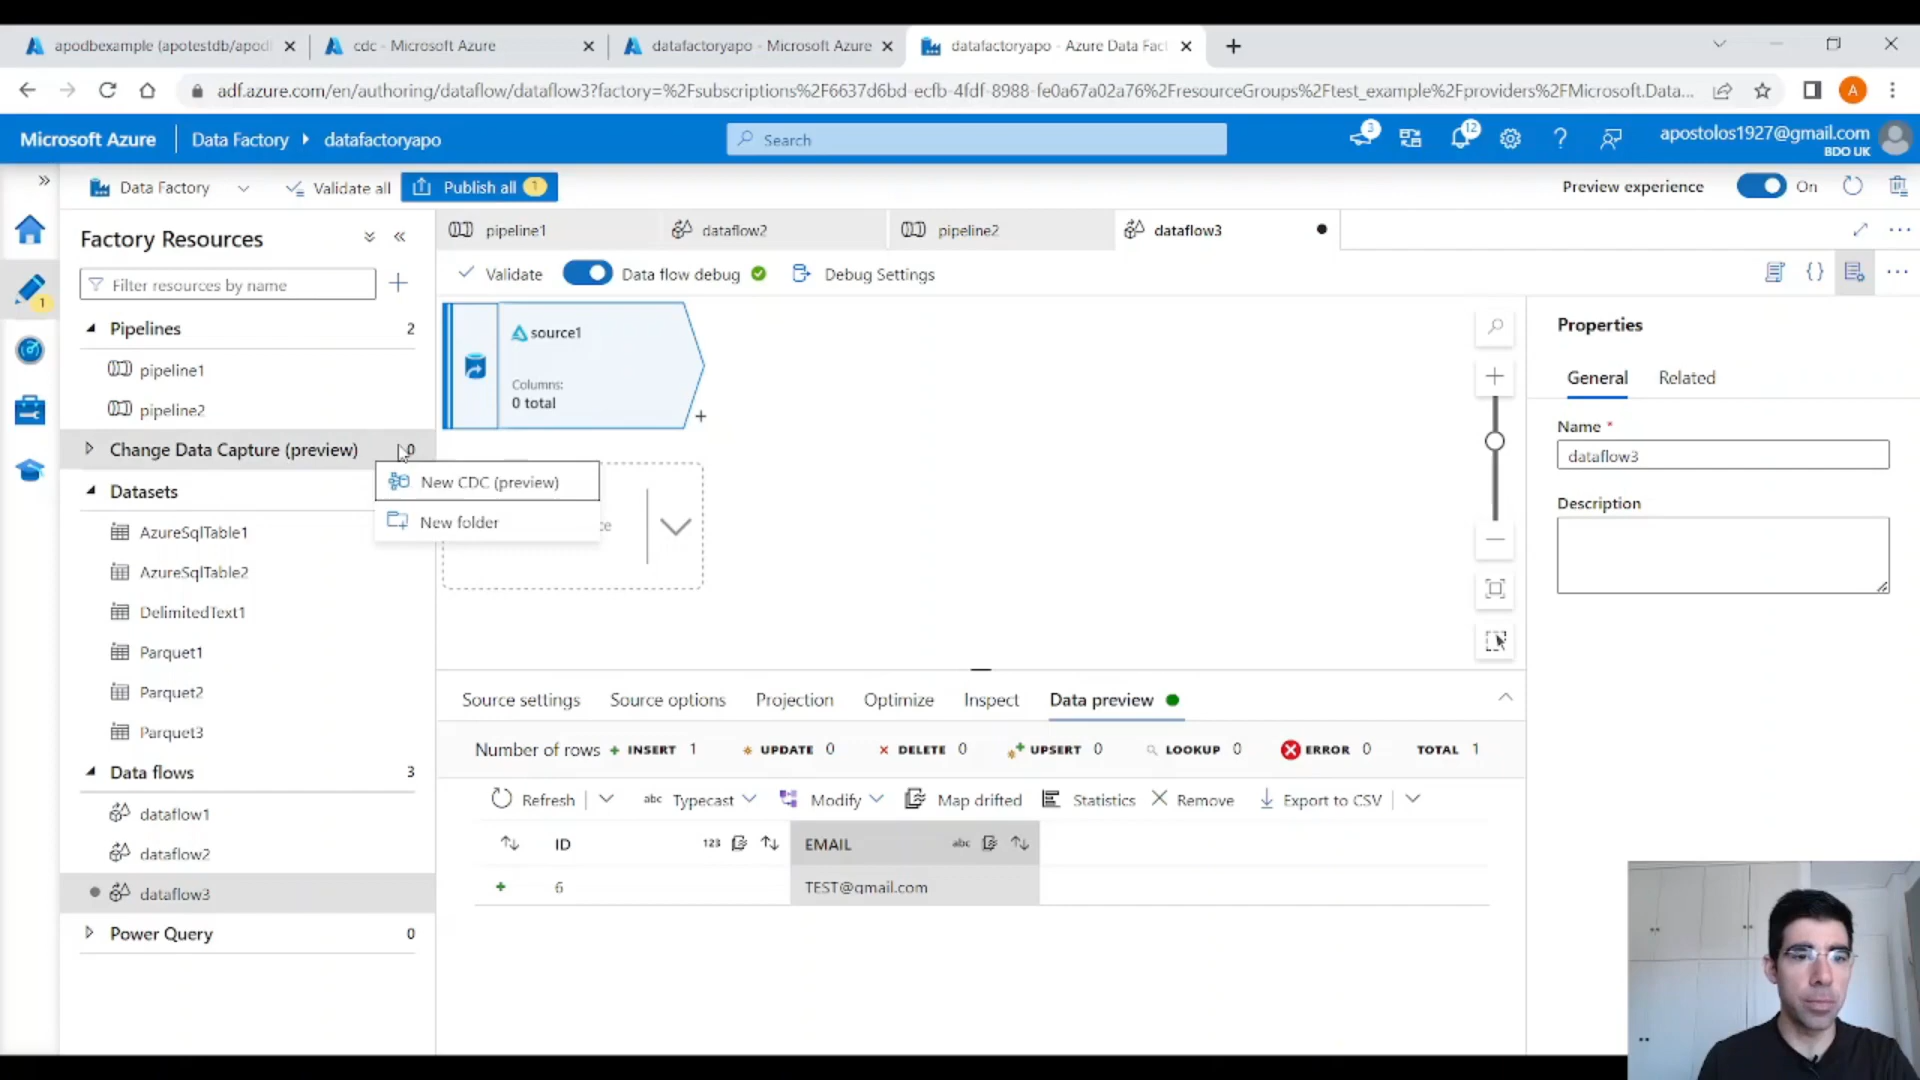 apodbexample (apotestdb/apodb
cdc - Microsoft Azure
datafactoryapo - Microsoft Azure
datafactoryapo - Azure Data Fact
adf.azure.com/en/authoring/dataflow/dataflow3?factory=%2Fsubscriptions%2F6637d6bd-ecfb-4fdf-8988-fe0a67a02a76%2FresourceGroups%2Ftest_example%2Fproviders%2FMicrosoft.Data...
A
Microsoft Azure
Data Factory
datafactoryapo
Search
3
12
apostolos1927@gmail.com
BDO UK
Data Factory
Validate all
Publish all 1
Preview experience
On
Factory Resources
pipeline1
dataflow2
pipeline2
dataflow3
Validate
Data flow debug
Debug Settings
Filter resources by name
1
Pipelines 2
pipeline1
pipeline2
Change Data Capture (preview) 0
New CDC (preview)
New folder
Datasets
AzureSqlTable1
AzureSqlTable2
DelimitedText1
Parquet1
Parquet2
Parquet3
Data flows 3
dataflow1
dataflow2
dataflow3
Power Query 0
source1
Columns:
0 total
Properties
General
Related
Name *
dataflow3
Description
Source settings
Source options
Projection
Optimize
Inspect
Data preview
Number of rows
INSERT 1
UPDATE 0
DELETE 0
UPSERT 0
LOOKUP 0
ERROR 0
TOTAL 1
Refresh
abc Typecast
Modify
Map drifted
Statistics
Remove
Export to CSV
ID 123
EMAIL abc
6
TEST@gmail.com